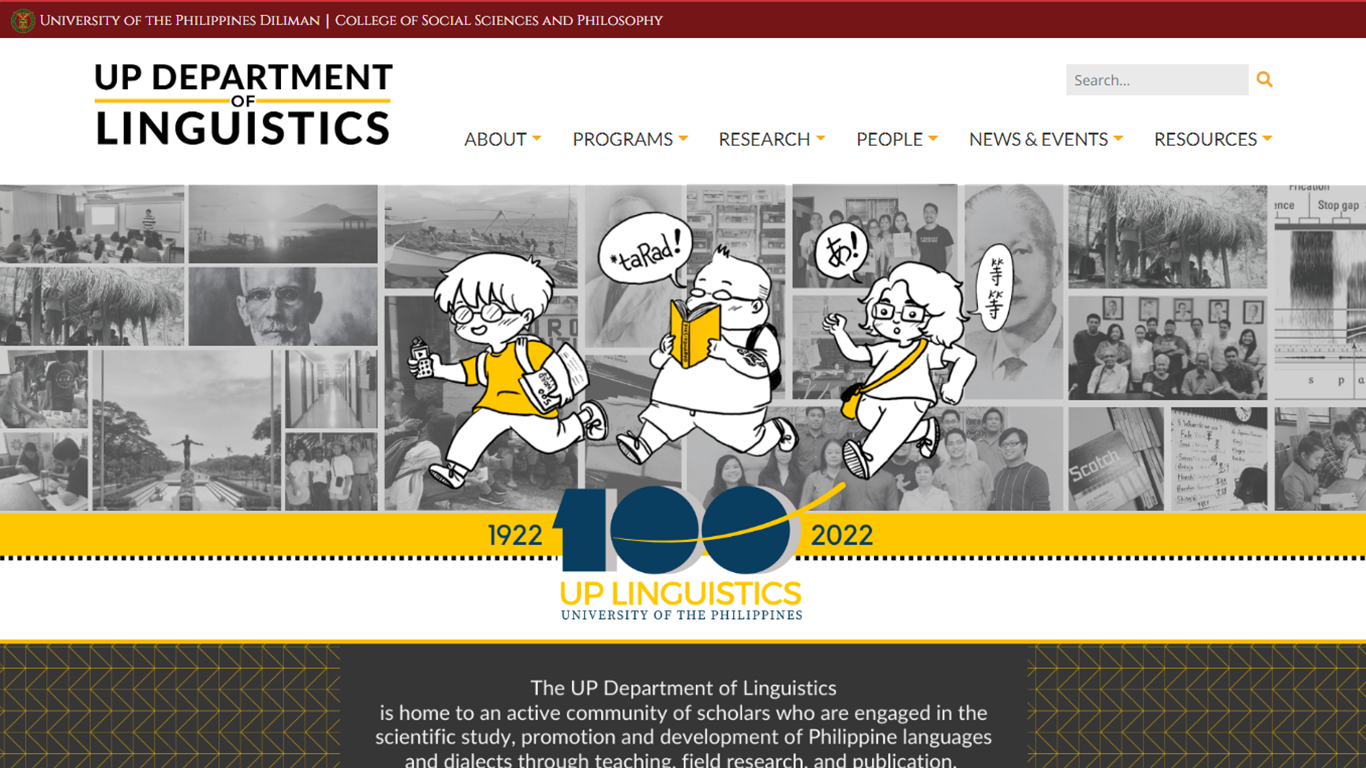 University of the Philippines Diliman | College of Social Sciences and Philosophy
UP DEPARTMENT
OF
LINGUISTICS
Search...
ABOUT
PROGRAMS
RESEARCH
PEOPLE
NEWS & EVENTS
RESOURCES
*taRad!
あ!
等等
Frication
Stop gap
s p a
Scotch
1922
100
2022
UP LINGUISTICS
UNIVERSITY OF THE PHILIPPINES
The UP Department of Linguistics
is home to an active community of scholars who are engaged in the
scientific study, promotion and development of Philippine languages
and dialects through teaching, field research, and publication.